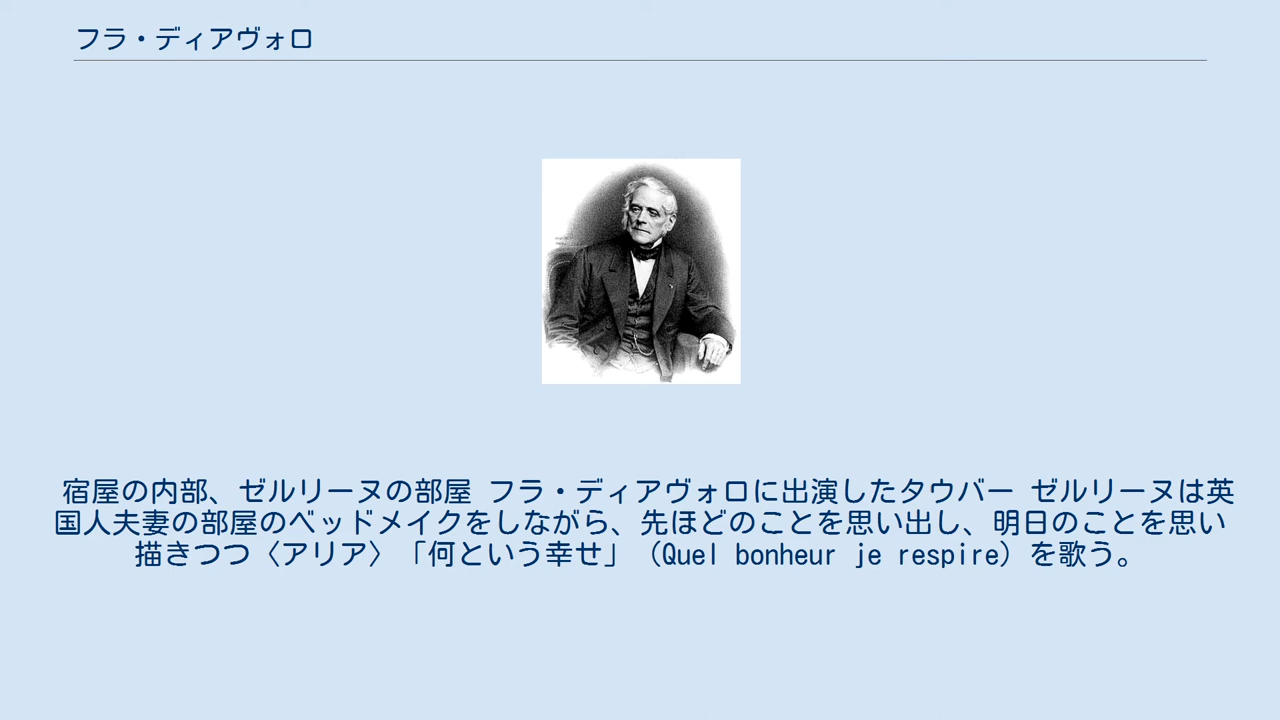 フラ・ディアヴォロ
宿屋の内部、ゼルリーヌの部屋 フラ・ディアヴォロに出演したタウバー ゼルリーヌは英
国人夫妻の部屋のベッドメイクをしながら、先ほどのことを思い出し、明日のことを思い
描きつつ〈アリア〉「何という幸せ」（Quel bonheur je respire）を歌う。